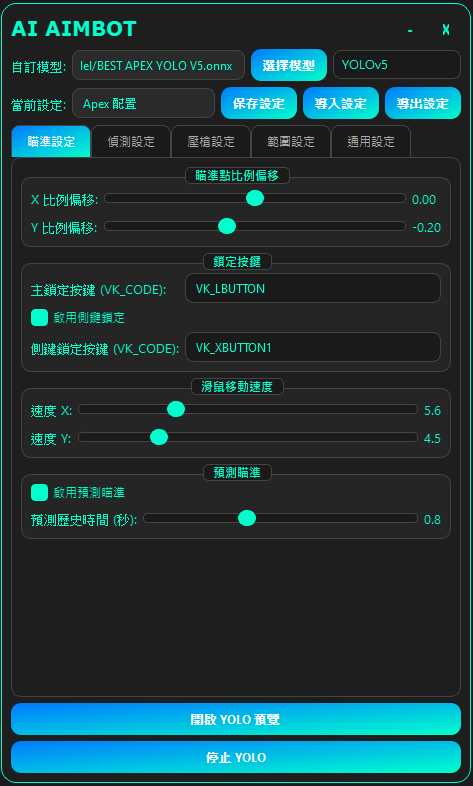 AI AIMBOT - X
自訂模型: lel/BEST APEX YOLO V5.onnx 選擇模型 YOLOv5
當前設定: Apex 配置 保存設定 導入設定 導出設定
瞄準設定 偵測設定 壓槍設定 範圍設定 通用設定
瞄準點比例偏移
X 比例偏移: 0.00
Y 比例偏移: -0.20
鎖定按鍵
主鎖定按鍵 (VK_CODE): VK_LBUTTON
啟用側鍵鎖定
側鍵鎖定按鍵 (VK_CODE): VK_XBUTTON1
滑鼠移動速度
速度 X: 5.6
速度 Y: 4.5
預測瞄準
啟用預測瞄準
預測歷史時間 (秒): 0.8
開啟 YOLO 預覽
停止 YOLO